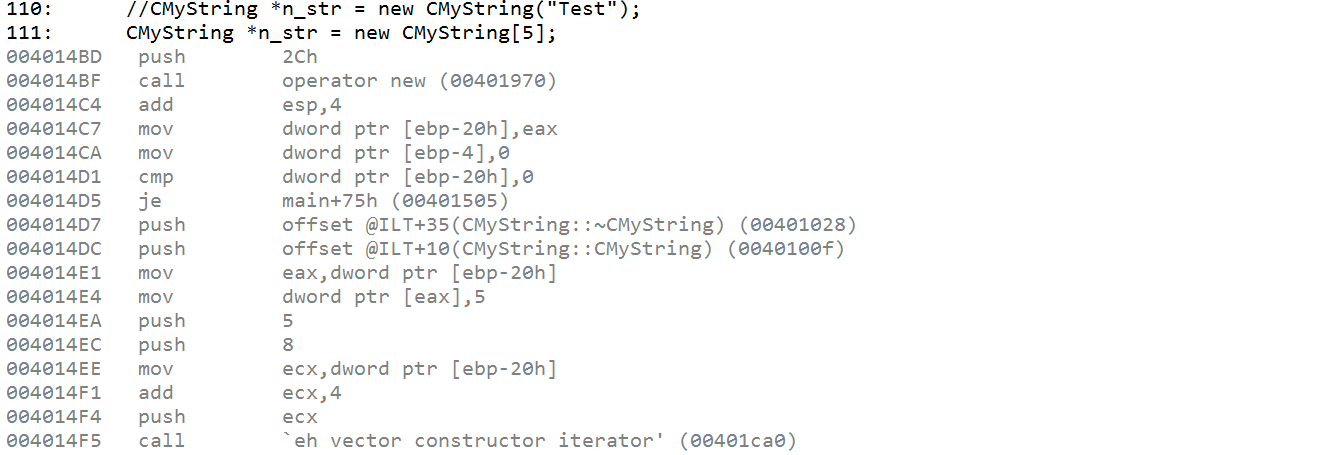 110:      //CMyString *n_str = new CMyString("Test");
111:      CMyString *n_str = new CMyString[5];
004014BD   push        2Ch
004014BF   call        operator new (00401970)
004014C4   add         esp,4
004014C7   mov         dword ptr [ebp-20h],eax
004014CA   mov         dword ptr [ebp-4],0
004014D1   cmp         dword ptr [ebp-20h],0
004014D5   je          main+75h (00401505)
004014D7   push        offset @ILT+35(CMyString::~CMyString) (00401028)
004014DC   push        offset @ILT+10(CMyString::CMyString) (0040100f)
004014E1   mov         eax,dword ptr [ebp-20h]
004014E4   mov         dword ptr [eax],5
004014EA   push        5
004014EC   push        8
004014EE   mov         ecx,dword ptr [ebp-20h]
004014F1   add         ecx,4
004014F4   push        ecx
004014F5   call        `eh vector constructor iterator' (00401ca0)